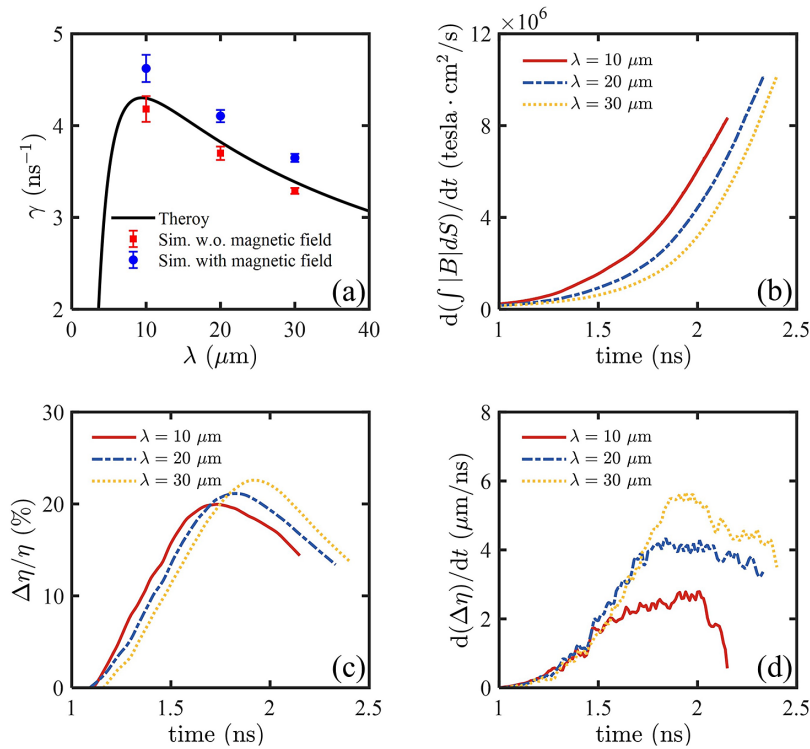 γ (ns⁻¹)
5
4
3
2
Theroy
Sim. w.o. magnetic field
Sim. with magnetic field
(a)
0 10 20 30 40
λ (μm)
×10⁶
d(∫|B|dS)/dt (tesla · cm²/s)
12
8
4
0
λ = 10 μm
λ = 20 μm
λ = 30 μm
(b)
1 1.5 2 2.5
time (ns)
Δη/η (%)
30
20
10
0
λ = 10 μm
λ = 20 μm
λ = 30 μm
(c)
1 1.5 2 2.5
time (ns)
d(Δη)/dt (μm/ns)
8
6
4
2
0
λ = 10 μm
λ = 20 μm
λ = 30 μm
(d)
1 1.5 2 2.5
time (ns)